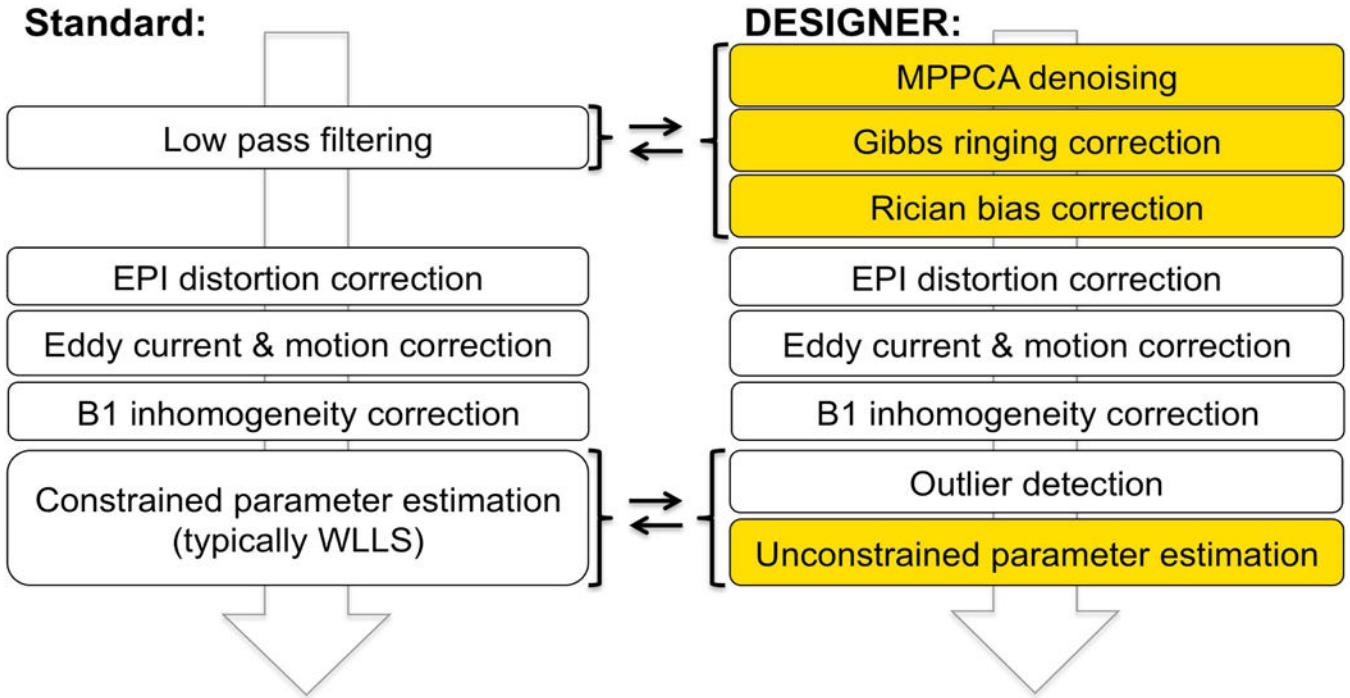 Standard:
Low pass filtering
EPI distortion correction
Eddy current & motion correction
B1 inhomogeneity correction
Constrained parameter estimation
(typically WLLS)
DESIGNER:
MPPCA denoising
Gibbs ringing correction
Rician bias correction
EPI distortion correction
Eddy current & motion correction
B1 inhomogeneity correction
Outlier detection
Unconstrained parameter estimation